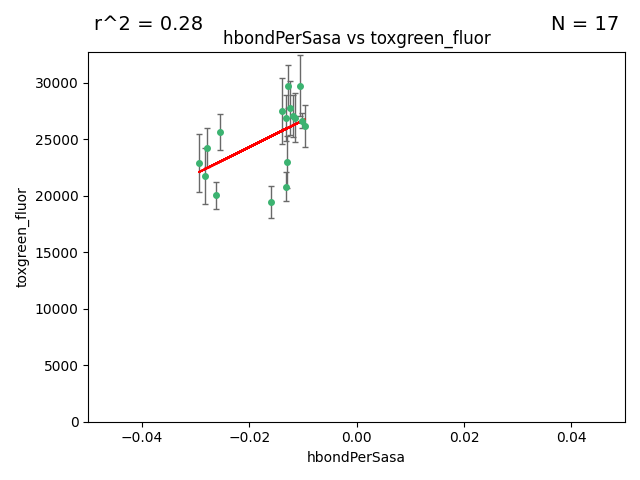 r^2 = 0.28
N = 17
hbondPerSasa vs toxgreen_fluor
30000
25000
20000
15000
10000
5000
0
toxgreen_fluor
−0.04 −0.02 0.00 0.02 0.04
hbondPerSasa